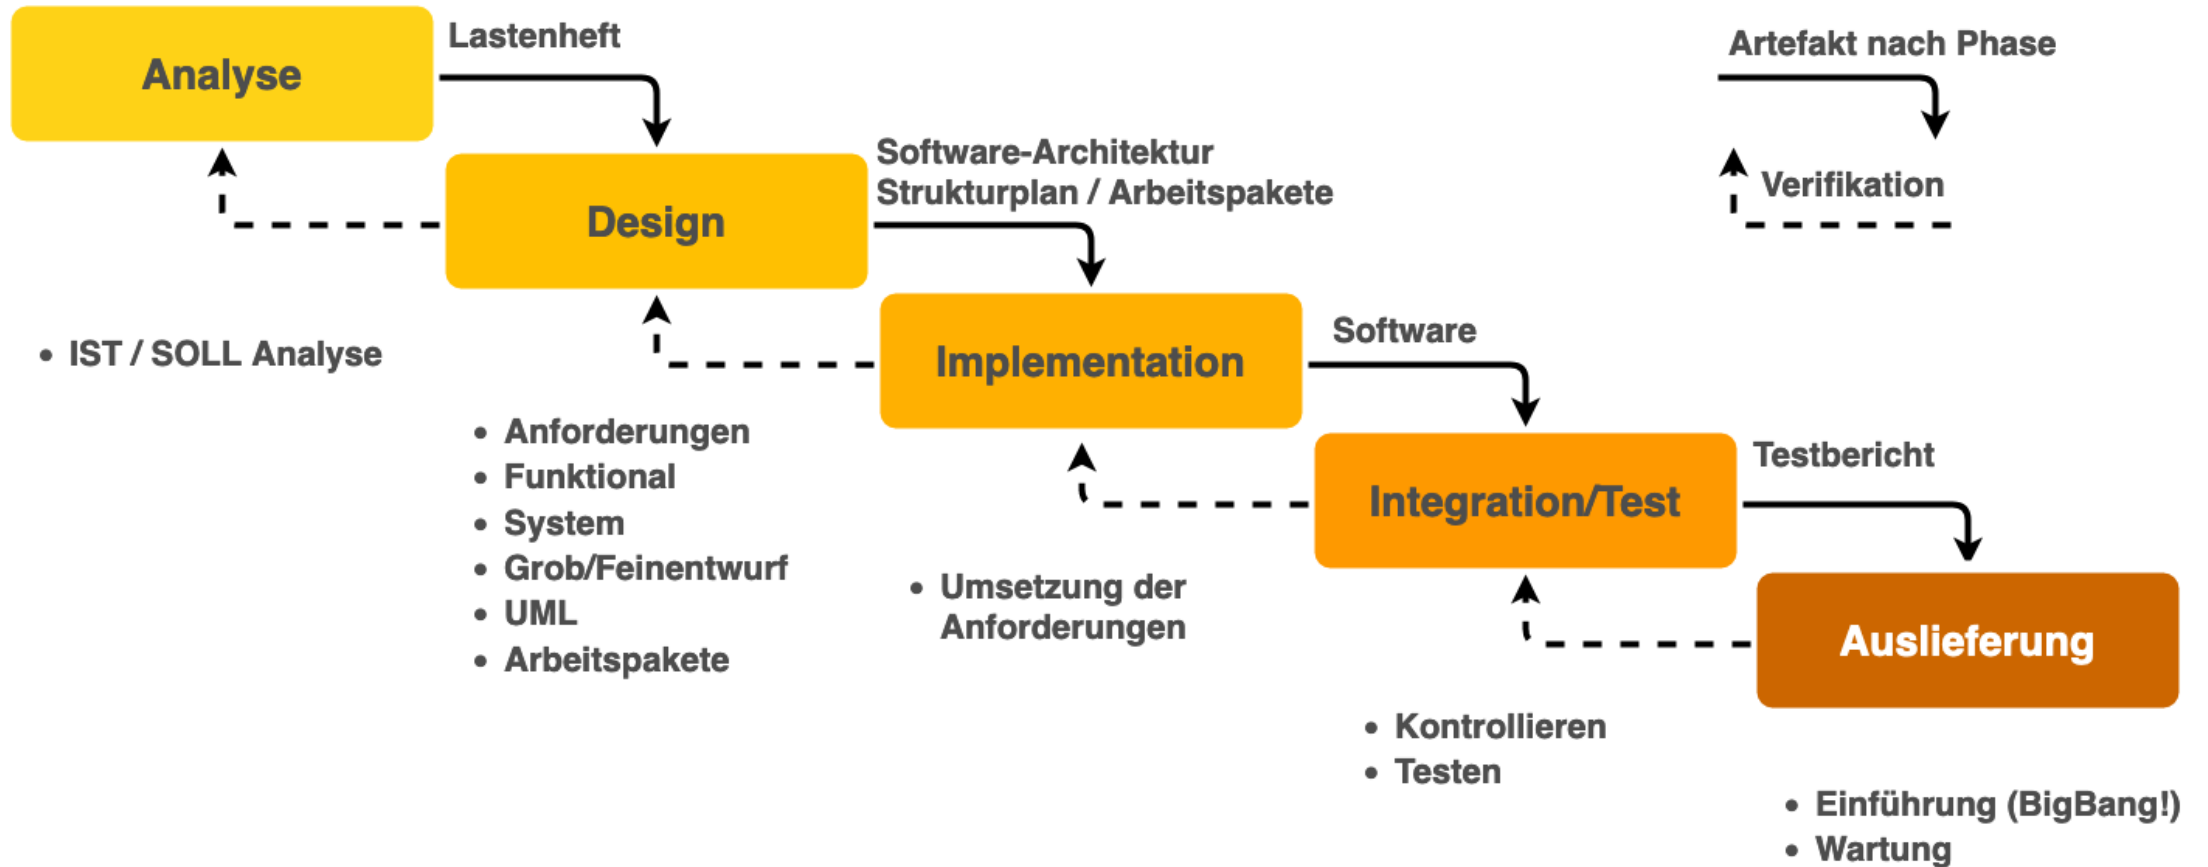 Analyse
Lastenheft
Artefakt nach Phase
Verifikation
Design
Software-Architektur
Strukturplan / Arbeitspakete
Implementation
Software
Integration/Test
Testbericht
Auslieferung
• IST / SOLL Analyse
• Anforderungen
• Funktional
• System
• Grob/Feinentwurf
• UML
• Arbeitspakete
• Umsetzung der
Anforderungen
• Kontrollieren
• Testen
• Einführung (BigBang!)
• Wartung